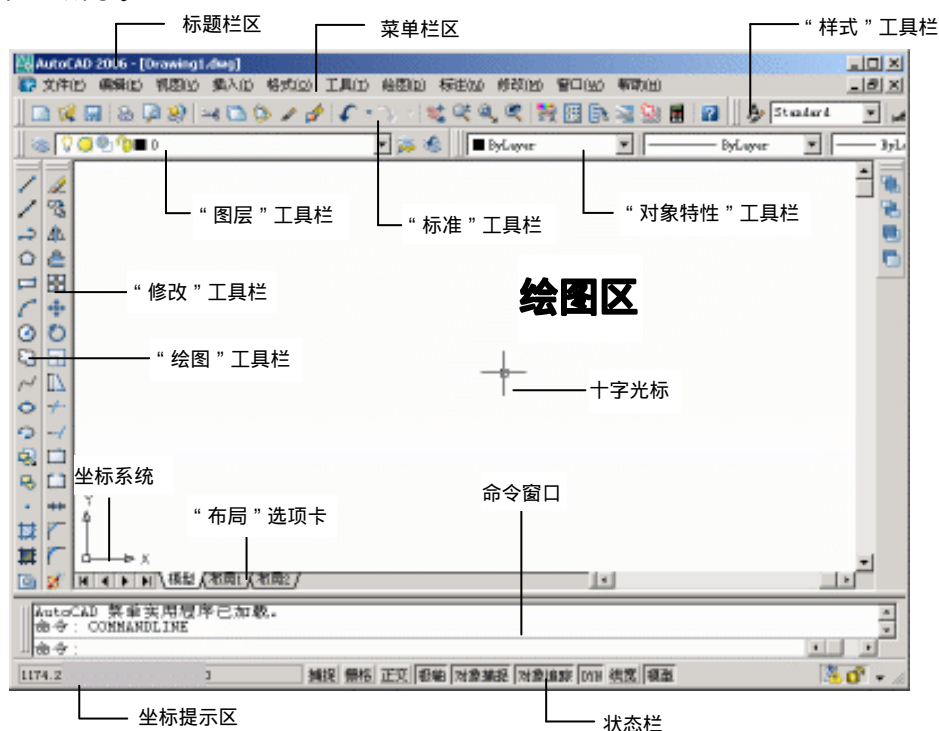 标题栏区
菜单栏区
“样式”工具栏
AutoCAD 2006 - [Drawing1.dwg]
文件(F) 编辑(E) 视图(V) 插入(I) 格式(O) 工具(T) 绘图(D) 标注(N) 修改(M) 窗口(W) 帮助(H)
Standard
0
ByLayer
ByLayer
“图层”工具栏
“标准”工具栏
“对象特性”工具栏
“修改”工具栏
绘图区
“绘图”工具栏
十字光标
坐标系统
命令窗口
Y
“布局”选项卡
X
模型 布局1 布局2
AutoCAD 菜单实用程序已加载。
命令: COMMANDLINE
命令:
1174.2
捕捉 栅格 正交 极轴 对象捕捉 对象追踪 DYN 线宽 模型
坐标提示区
状态栏